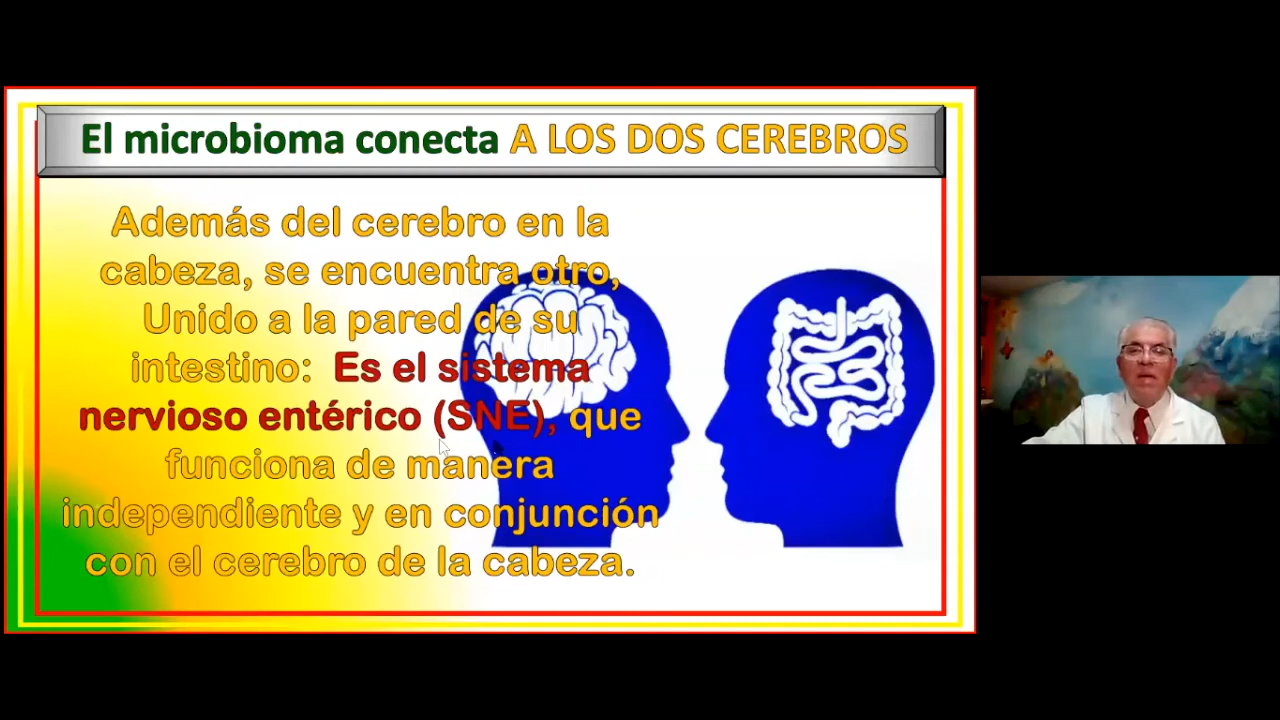 El microbioma conecta A LOS DOS CEREBROS
Además del cerebro en la
cabeza, se encuentra otro,
Unido a la pared de su
intestino: Es el sistema
nervioso entérico (SNE), que
funciona de manera
independiente y en conjunción
con el cerebro de la cabeza.